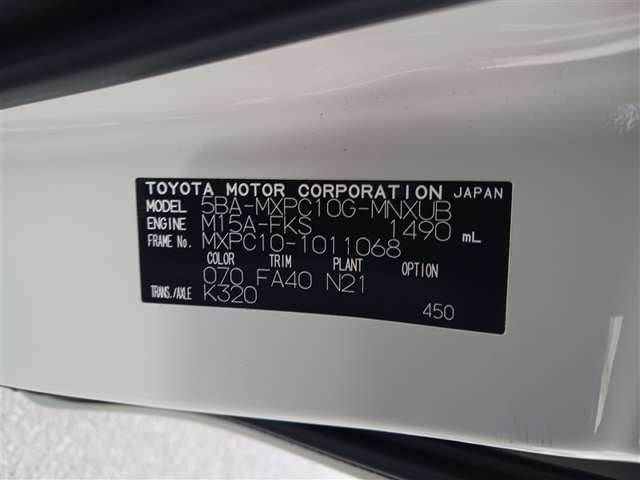 TOYOTA MOTOR CORPORATION JAPAN
MODEL 5BA-MXPC10G-MNXUB
ENGINE M15A-FKS 1490 mL
FRAME No. MXPC10-1011068
COLOR TRIM PLANT OPTION
070 FA40 N21
TRANS./AXLE K320
450